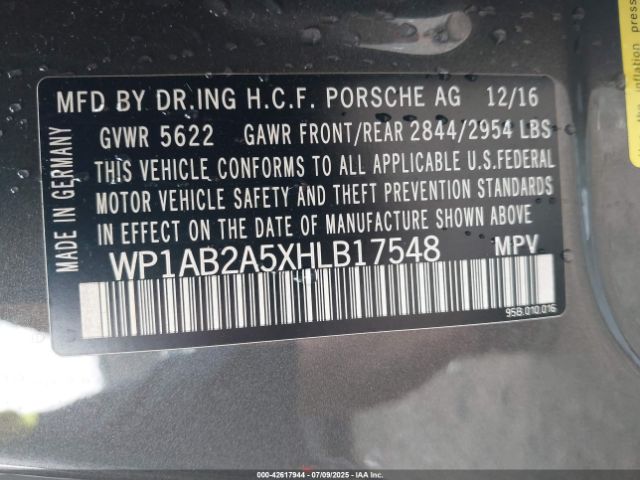 MFD BY DR.ING H.C.F. PORSCHE AG 12/16
GVWR 5622 GAWR FRONT/REAR 2844/2954 LBS
THIS VEHICLE CONFORMS TO ALL APPLICABLE U.S.FEDERAL
MOTOR VEHICLE SAFETY AND THEFT PREVENTION STANDARDS
IN EFFECT ON THE DATE OF MANUFACTURE SHOWN ABOVE
WP1AB2A5XHLB17548 MPV
95B.010.016
MADE IN GERMANY
000-42617944 | 07/09/2025 - IAAI, Inc.